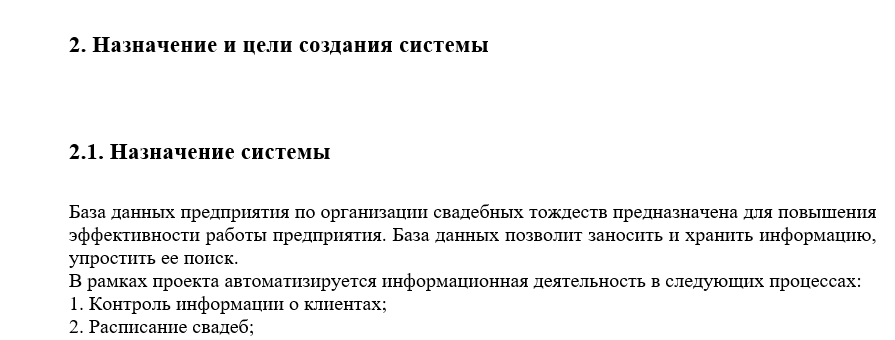 2. Назначение и цели создания системы
2.1. Назначение системы
База данных предприятия по организации свадебных тождеств предназначена для повышения
эффективности работы предприятия. База данных позволит заносить и хранить информацию,
упростить ее поиск.
В рамках проекта автоматизируется информационная деятельность в следующих процессах:
1. Контроль информации о клиентах;
2. Расписание свадеб;